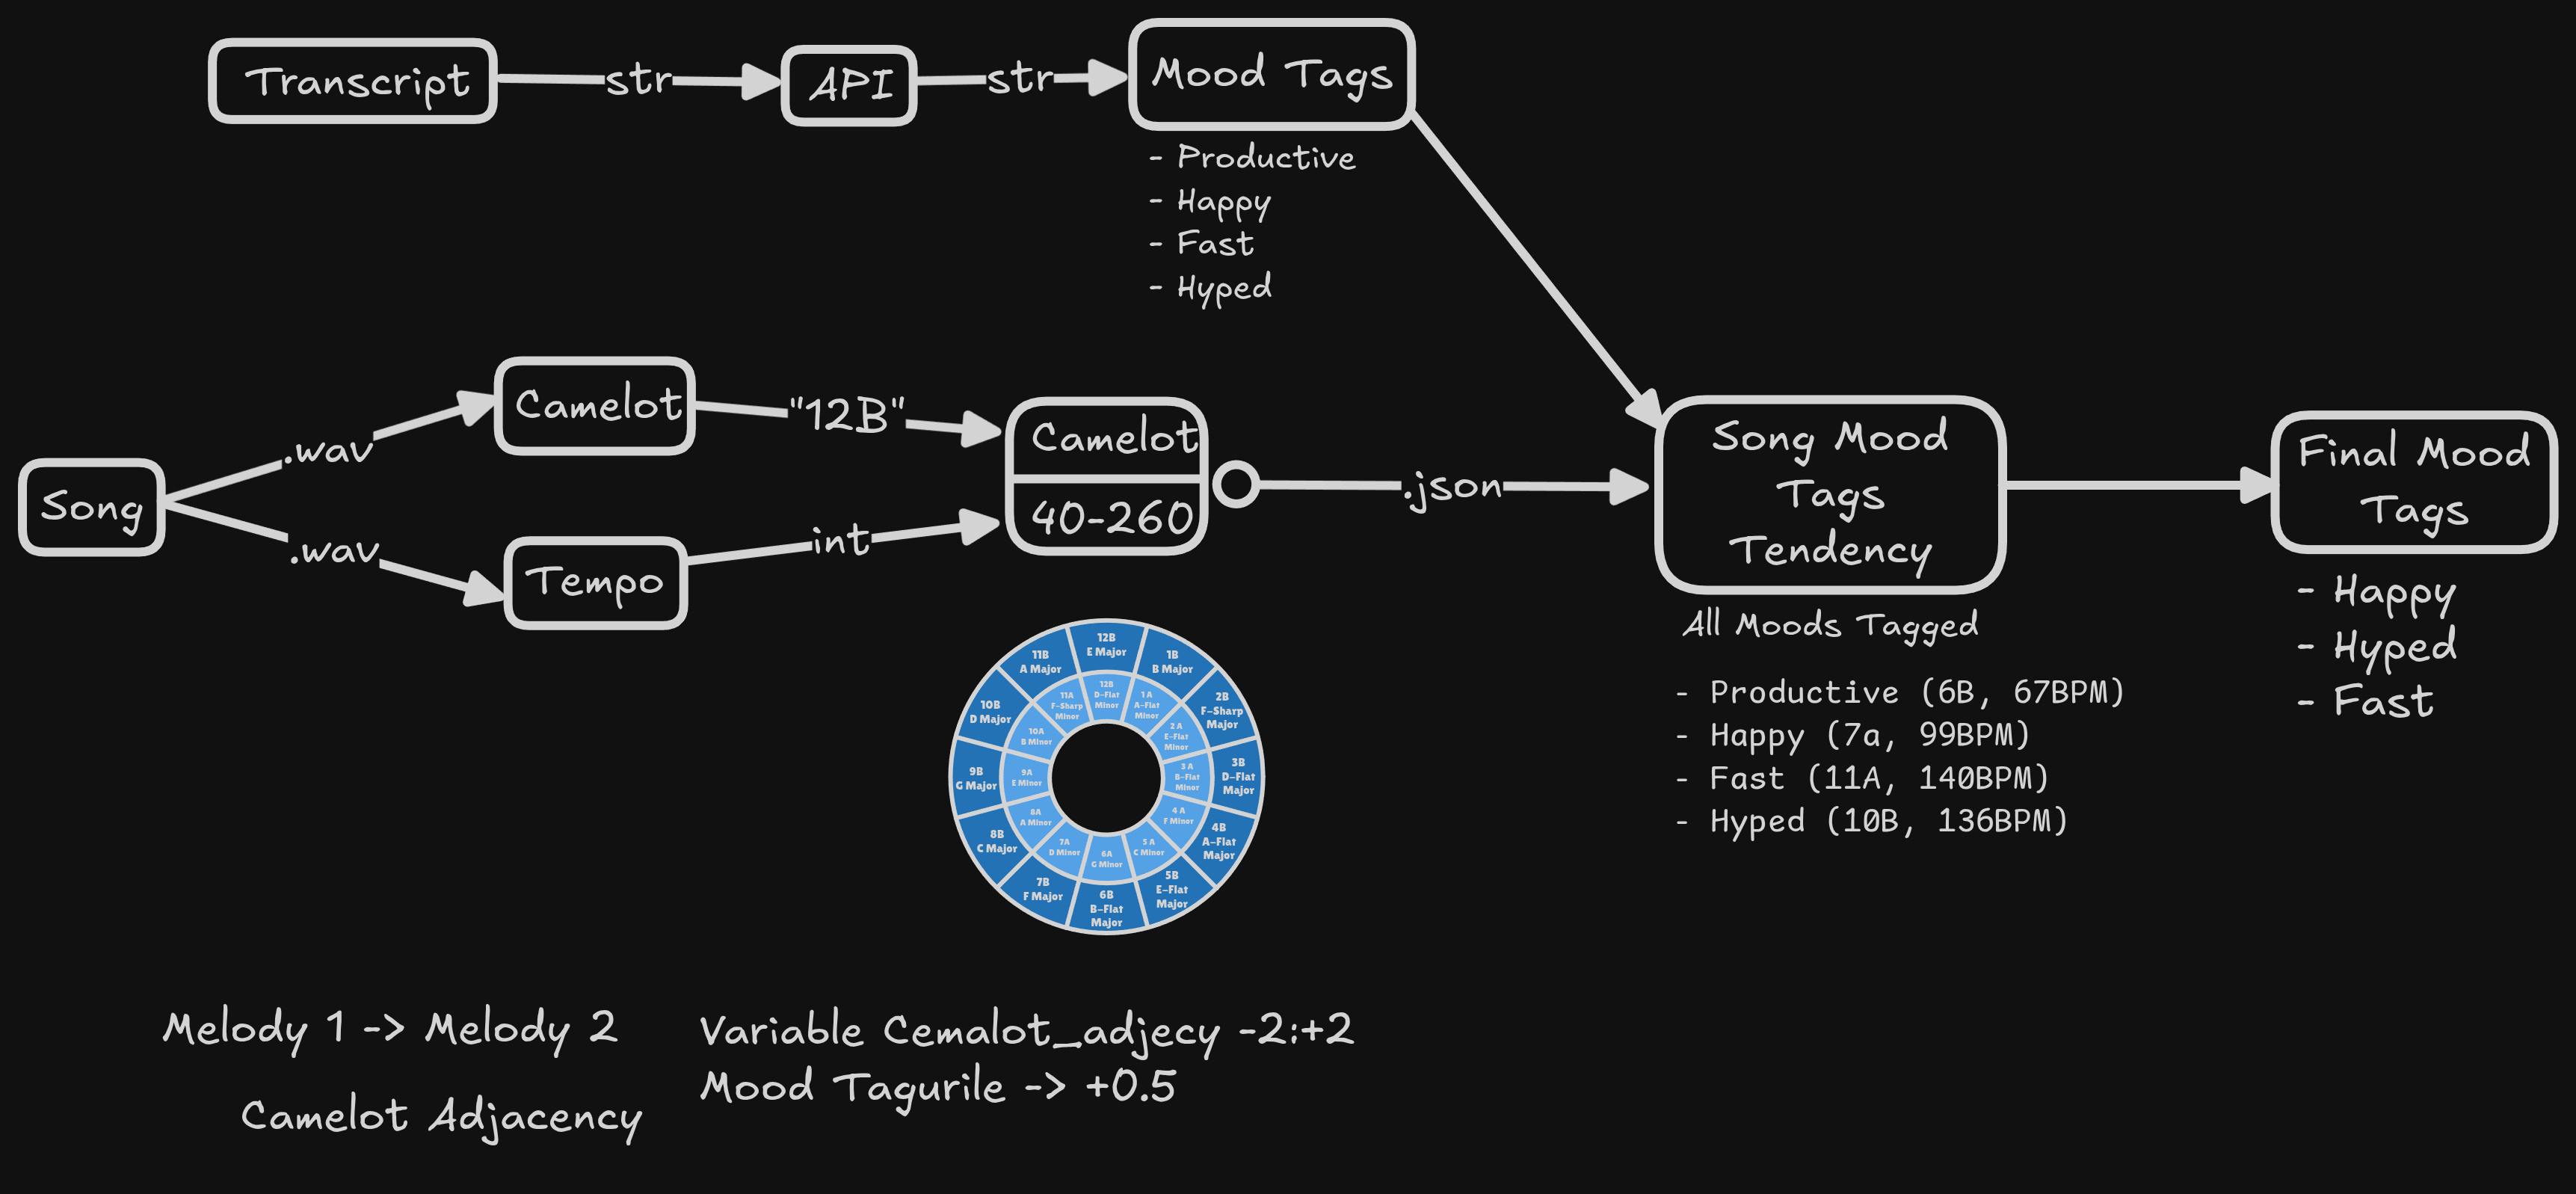 Transcript
str
API
str
Mood Tags
- Productive
- Happy
- Fast
- Hyped
Song
.wav
.wav
Camelot
Tempo
"12B"
int
Camelot
40-260
.json
Song Mood
Tags
Tendency
All Moods Tagged
- Productive (6B, 67BPM)
- Happy (7a, 99BPM)
- Fast (11A, 140BPM)
- Hyped (10B, 136BPM)
Final Mood
Tags
- Happy
- Hyped
- Fast
12B
E Major
1B
B Major
2B
F-Sharp
Major
3B
D-Flat
Major
4B
A-Flat
Major
5B
E-Flat
Major
6B
B-Flat
Major
7B
F Major
8B
C Major
9B
G Major
10B
D Major
11B
A Major
12B
D-Flat
Minor
1 A
A-Flat
Minor
2 A
E-Flat
Minor
3 A
B-Flat
Minor
4 A
F Minor
5 A
C Minor
6A
G Minor
7A
D Minor
8A
A Minor
9A
E Minor
10A
B Minor
11A
F-Sharp
Minor
Melody 1 -> Melody 2
Camelot Adjacency
Variable Cemalot_adjecy -2:+2
Mood Tagurile -> +0.5